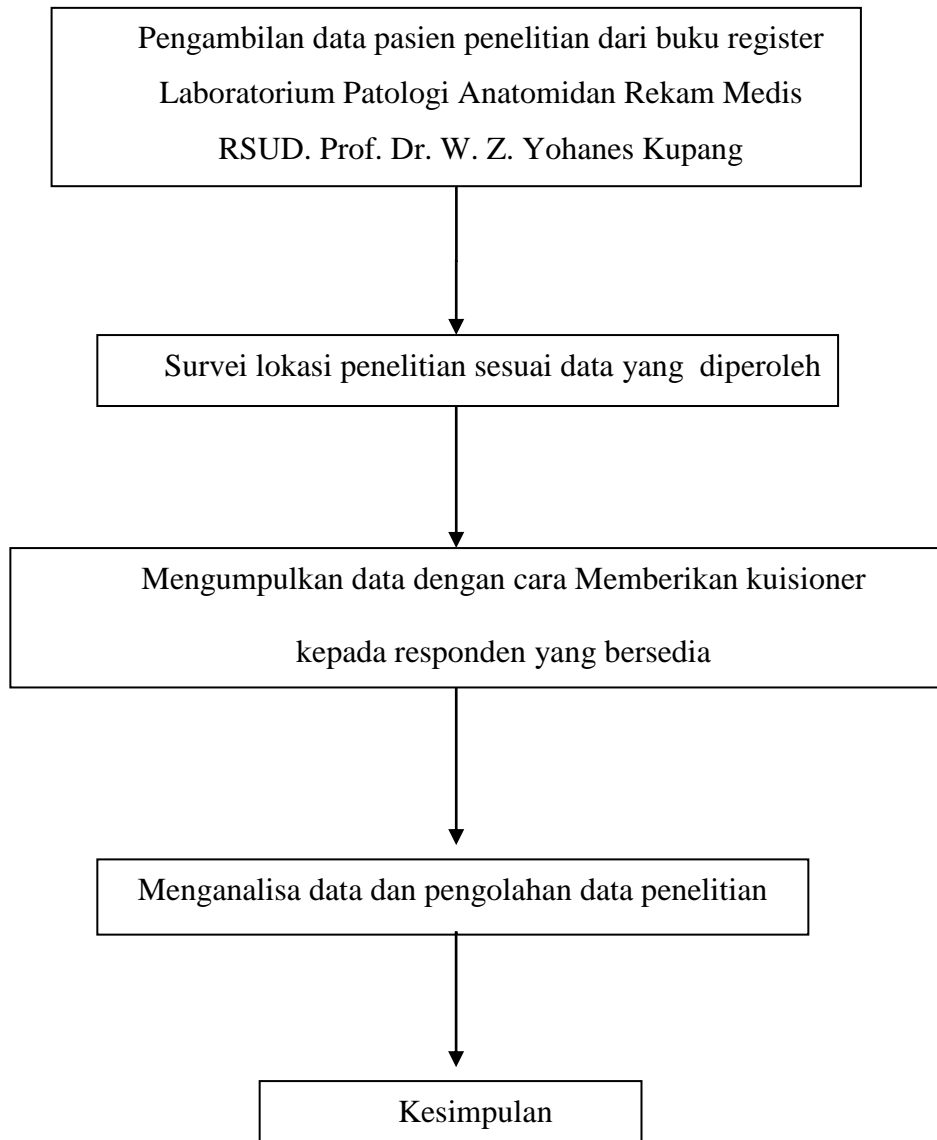 Pengambilan data pasien penelitian dari buku register
Laboratorium Patologi Anatomidan Rekam Medis
RSUD. Prof. Dr. W. Z. Yohanes Kupang
Survei lokasi penelitian sesuai data yang diperoleh
Mengumpulkan data dengan cara Memberikan kuisioner
kepada responden yang bersedia
Menganalisa data dan pengolahan data penelitian
Kesimpulan